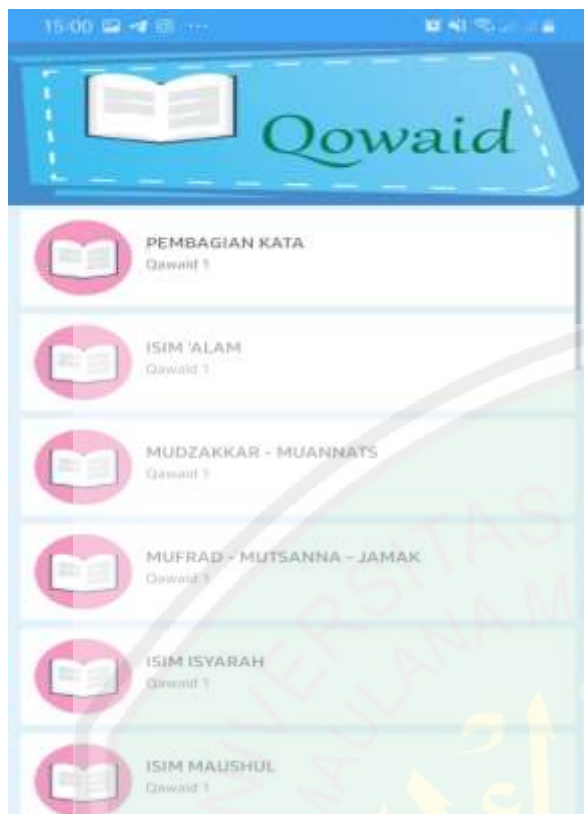 15:00
Qowaid
PEMBAGIAN KATA
Qawaid 1
ISIM 'ALAM
Qawaid 1
MUDZAKKAR - MUANNATS
Qawaid 1
MUFRAD - MUTSANNA - JAMAK
Qawaid 1
ISIM ISYARAH
Qawaid 1
ISIM MAUSHUL
Qawaid 1